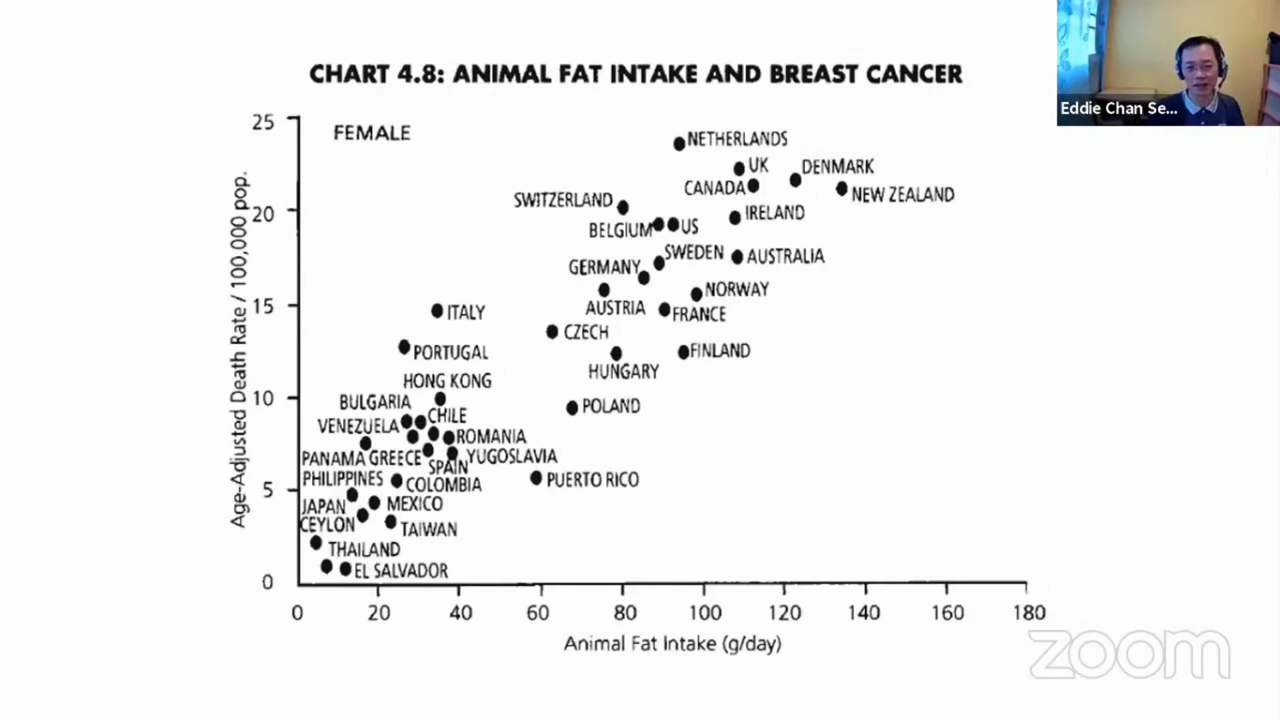 Eddie Chan Se...
CHART 4.8: ANIMAL FAT INTAKE AND BREAST CANCER
FEMALE
Age-Adjusted Death Rate / 100,000 pop.
25
20
15
10
5
0
NETHERLANDS
UK
DENMARK
CANADA
NEW ZEALAND
SWITZERLAND
IRELAND
BELGIUM
US
SWEDEN
AUSTRALIA
GERMANY
NORWAY
AUSTRIA
FRANCE
ITALY
CZECH
PORTUGAL
FINLAND
HUNGARY
HONG KONG
BULGARIA
POLAND
CHILE
VENEZUELA
ROMANIA
PANAMA
GREECE
YUGOSLAVIA
SPAIN
PHILIPPINES
COLOMBIA
PUERTO RICO
JAPAN
MEXICO
CEYLON
TAIWAN
THAILAND
EL SALVADOR
0 20 40 60 80 100 120 140 160 180
Animal Fat Intake (g/day)
zoom